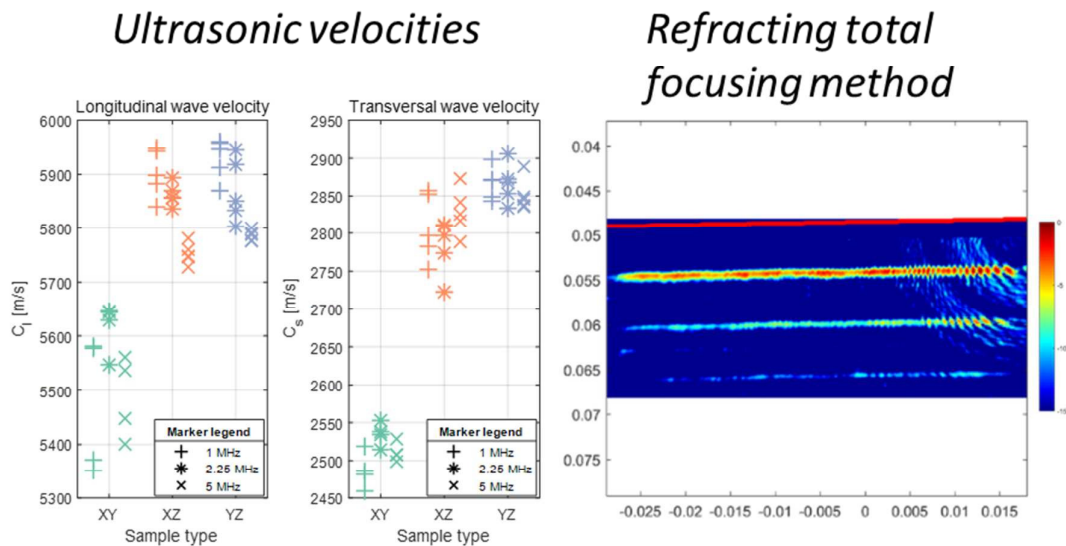 Ultrasonic velocities
Refracting total
focusing method
Longitudinal wave velocity
6000
5900
5800
5700
5600
5500
5400
5300
C_l [m/s]
XY XZ YZ
Sample type
Marker legend
1 MHz
2.25 MHz
5 MHz
Transversal wave velocity
2950
2900
2850
2800
2750
2700
2650
2600
2550
2500
2450
C_s [m/s]
XY XZ YZ
Sample type
Marker legend
1 MHz
2.25 MHz
5 MHz
0.04
0.045
0.05
0.055
0.06
0.065
0.07
0.075
-0.025 -0.02 -0.015 -0.01 -0.005 0 0.005 0.01 0.015
0
-5
-10
-15